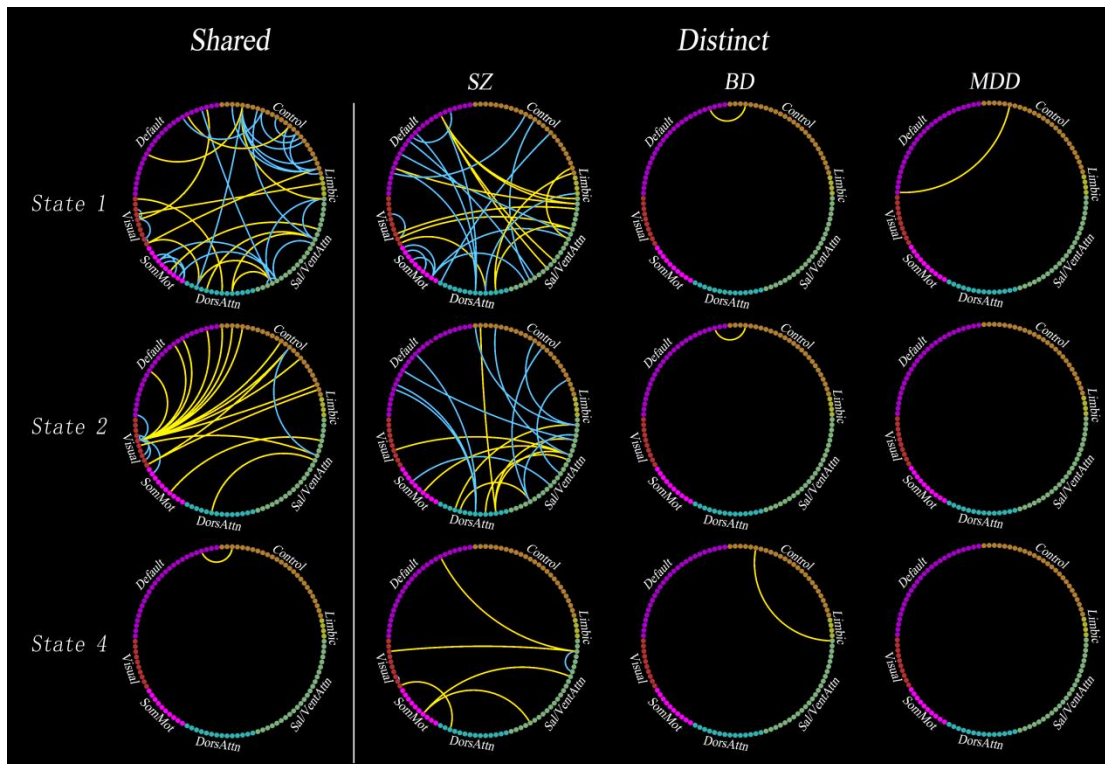 Shared Distinct
SZ BD MDD
State 1
Default Control Limbic Sal/VentAttn DorsAttn SomMot Visual
Default Control Limbic Sal/VentAttn DorsAttn SomMot Visual
Default Control Limbic Sal/VentAttn DorsAttn SomMot Visual
Default Control Limbic Sal/VentAttn DorsAttn SomMot Visual
State 2
Default Control Limbic Sal/VentAttn DorsAttn SomMot Visual
Default Control Limbic Sal/VentAttn DorsAttn SomMot Visual
Default Control Limbic Sal/VentAttn DorsAttn SomMot Visual
Default Control Limbic Sal/VentAttn DorsAttn SomMot Visual
State 4
Default Control Limbic Sal/VentAttn DorsAttn SomMot Visual
Default Control Limbic Sal/VentAttn DorsAttn SomMot Visual
Default Control Limbic Sal/VentAttn DorsAttn SomMot Visual
Default Control Limbic Sal/VentAttn DorsAttn SomMot Visual